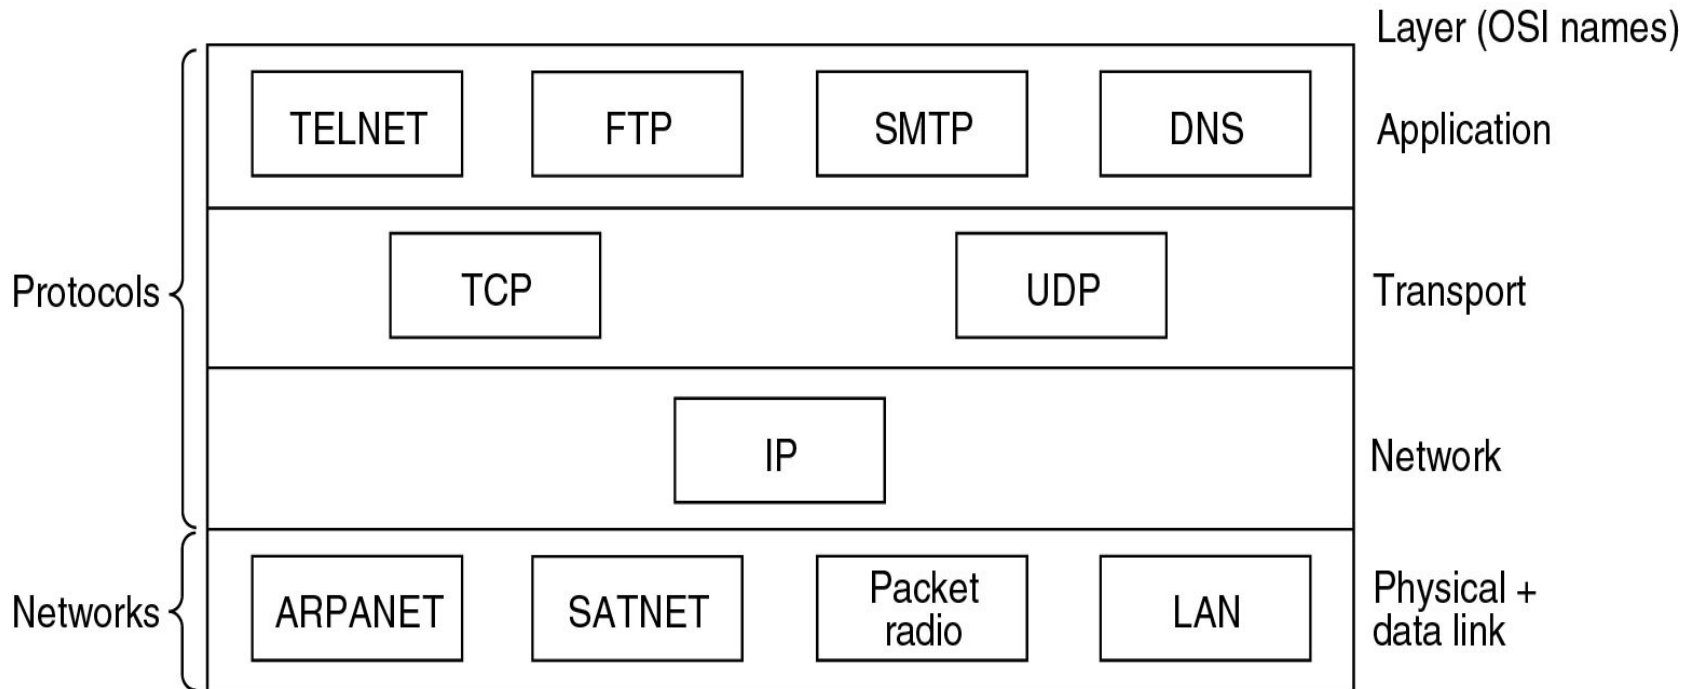 Layer (OSI names)
TELNET FTP SMTP DNS Application
Protocols TCP UDP Transport
IP Network
Networks ARPANET SATNET Packet radio LAN Physical +
data link